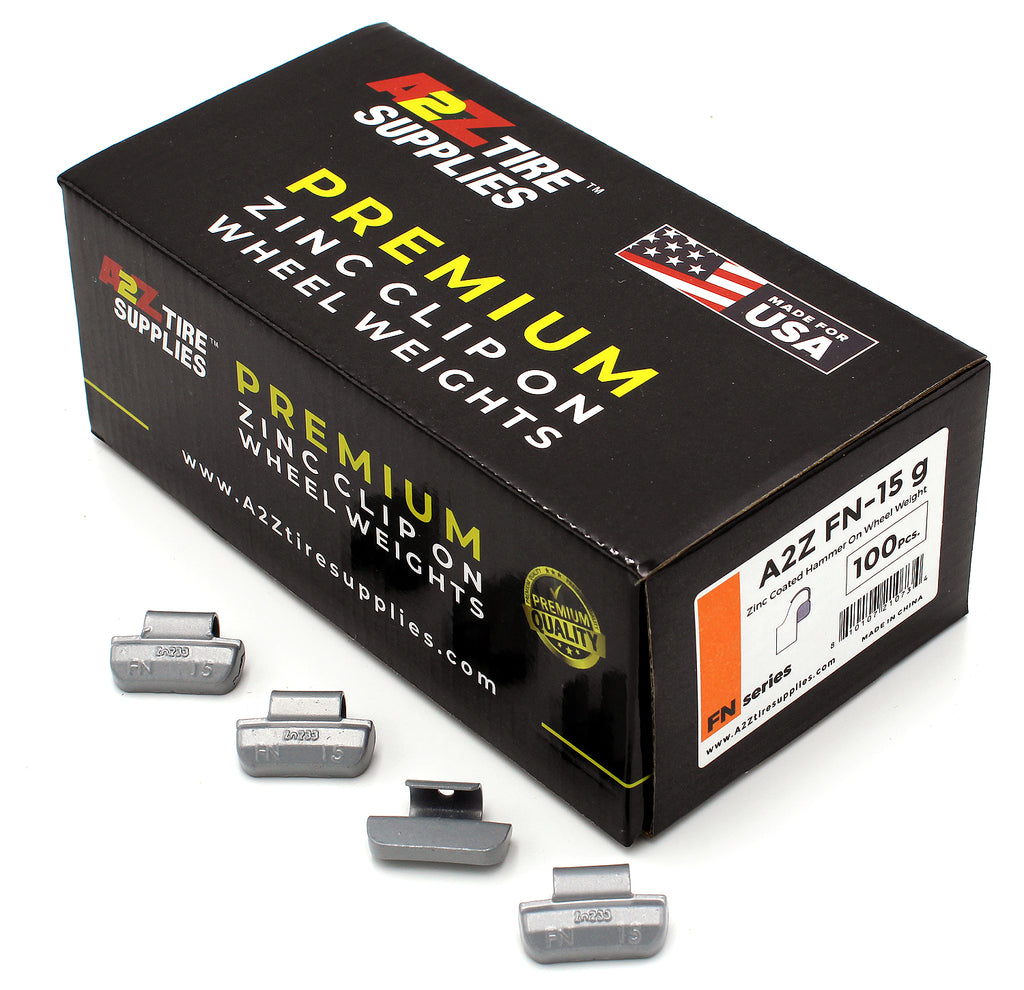 A2Z TIRE
SUPPLIES™
PREMIUM
ZINC CLIP ON
WHEEL WEIGHTS
MADE FOR
USA
A2Z TIRE
SUPPLIES™
PREMIUM
ZINC CLIP ON
WHEEL WEIGHTS
www.A2Ztiresupplies.com
PREMIUM
QUALITY
A2Z FN-15 g
Zinc Coated Hammer On Wheel Weight
100pcs.
MADE IN CHINA
FN series
www.A2Ztiresupplies.com
FN 15
FN 15
FN 15